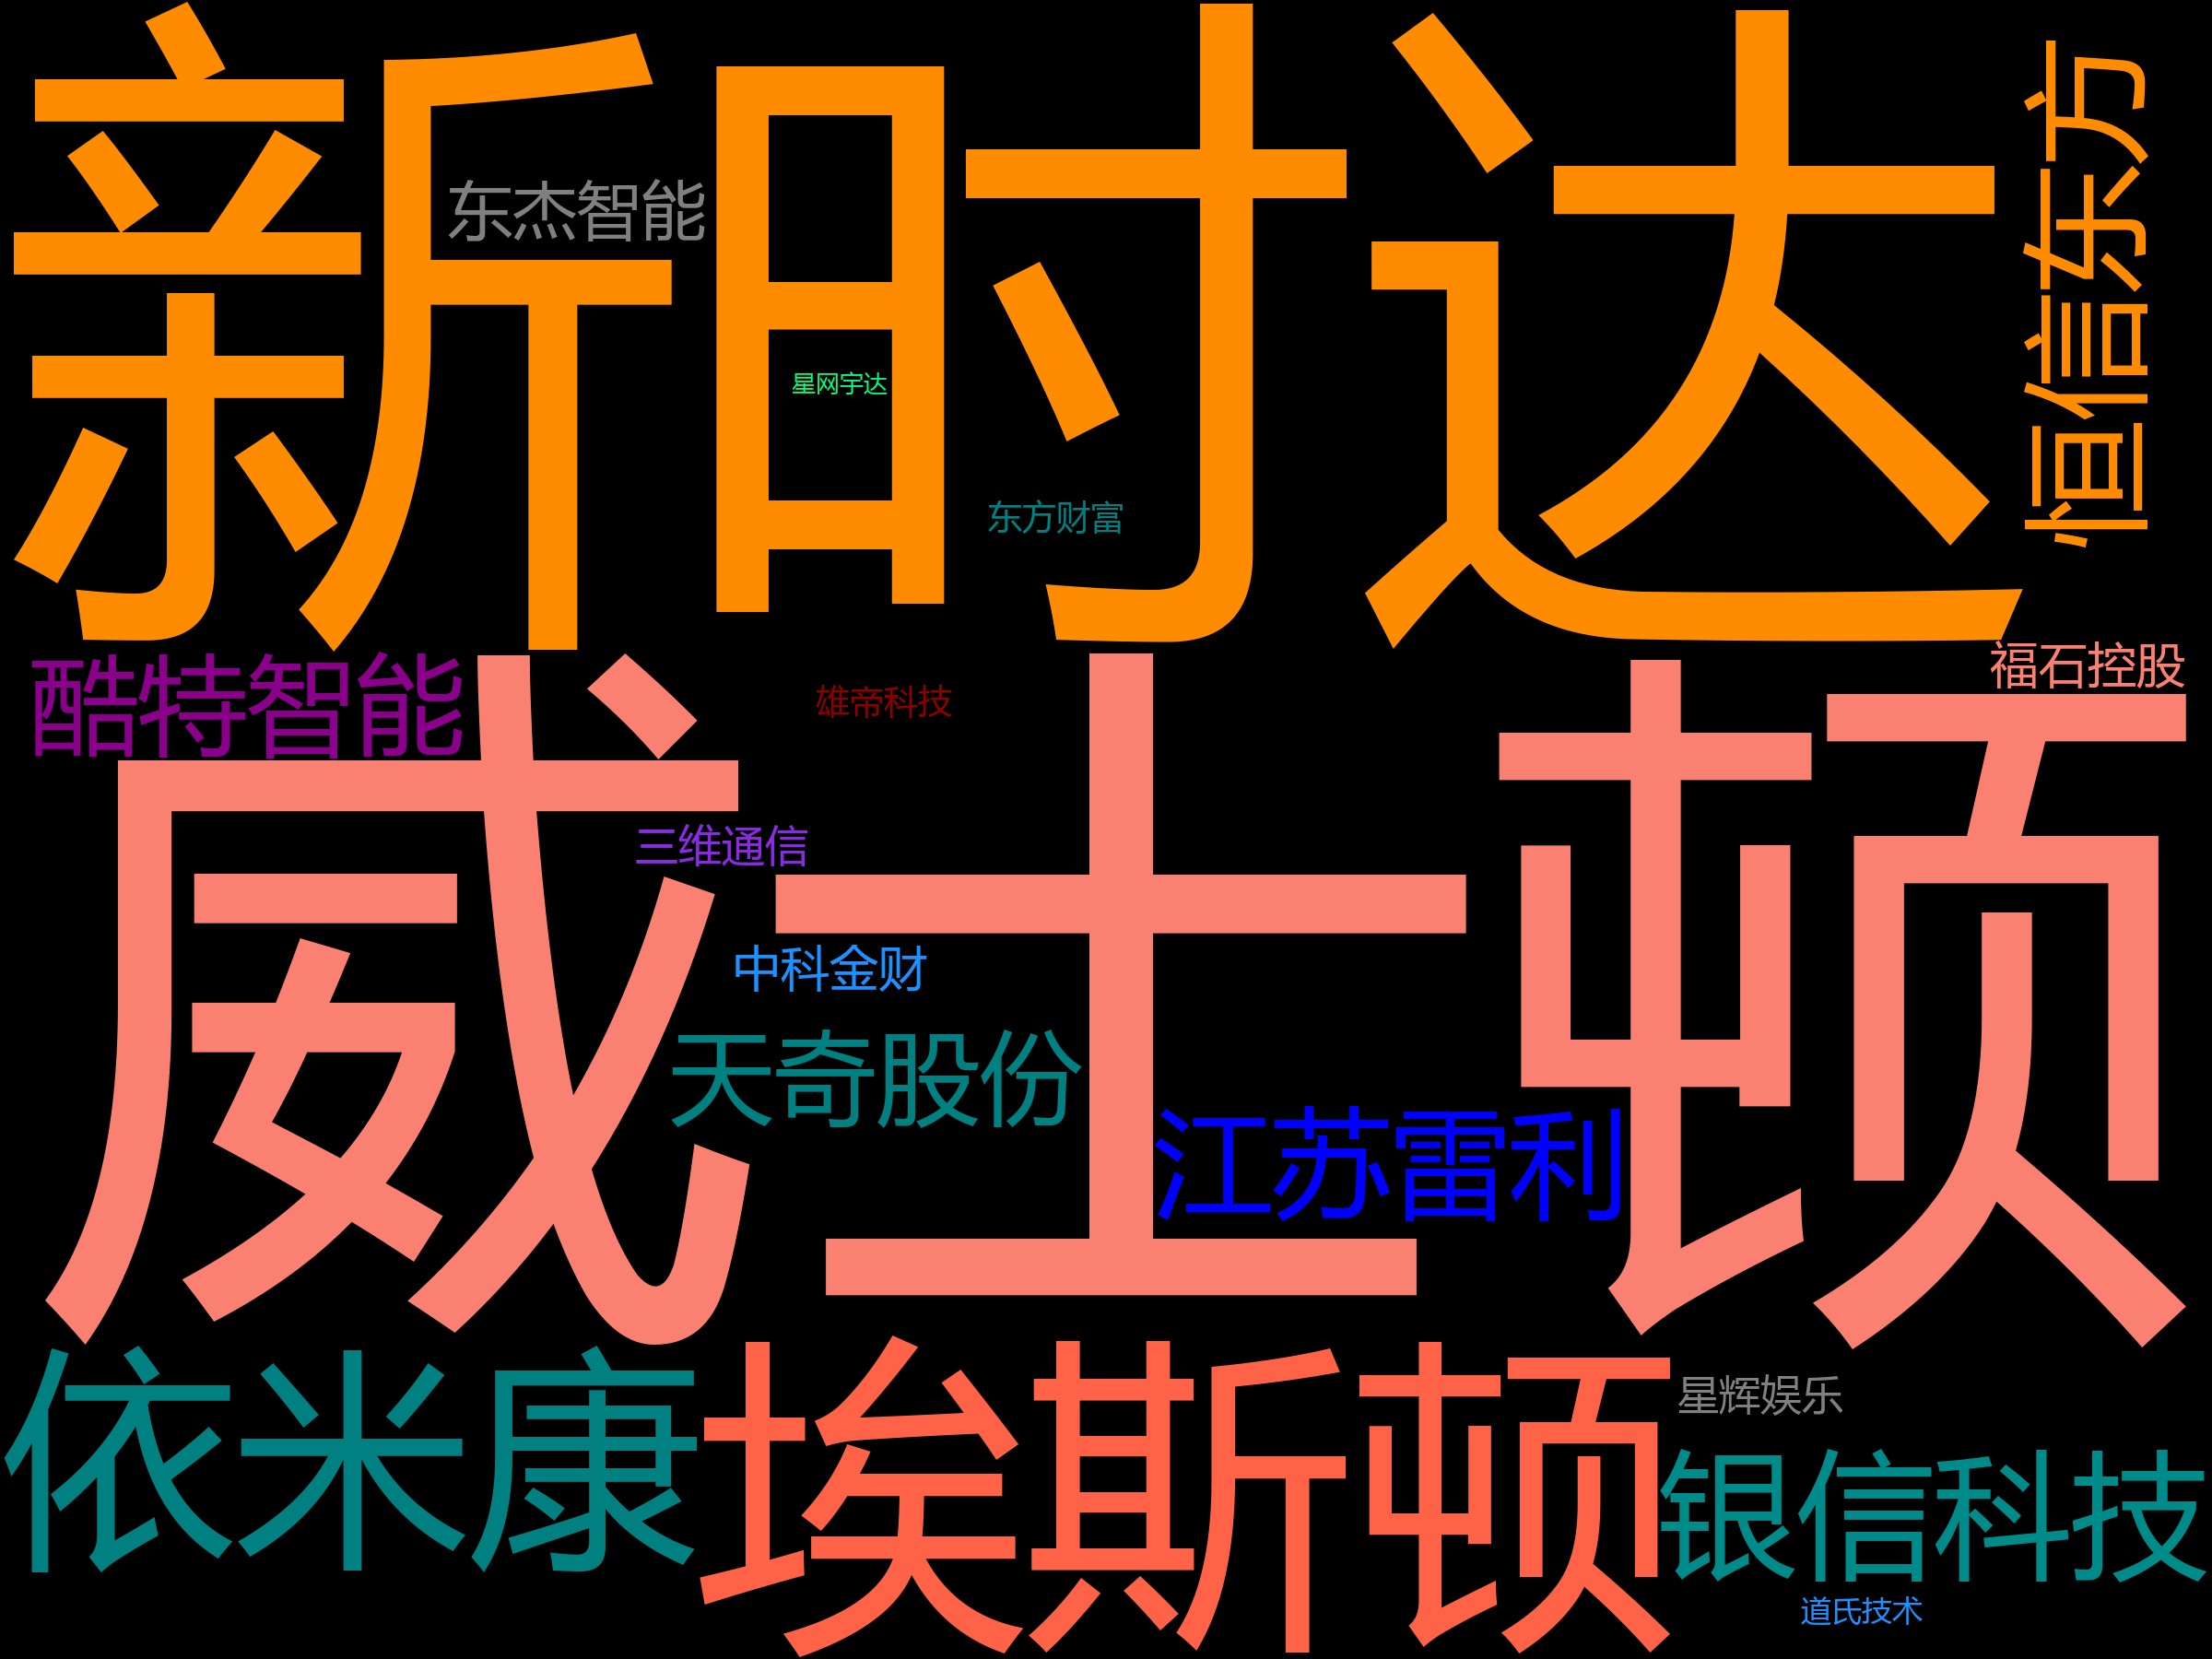 新时达
恒信东方
东杰智能
星网宇达
东方财富
福石控股
酷特智能
维宏科技
三维通信
威士顿
中科金财
天奇股份
江苏雷利
依米康
埃斯顿
星辉娱乐
银信科技
道氏技术